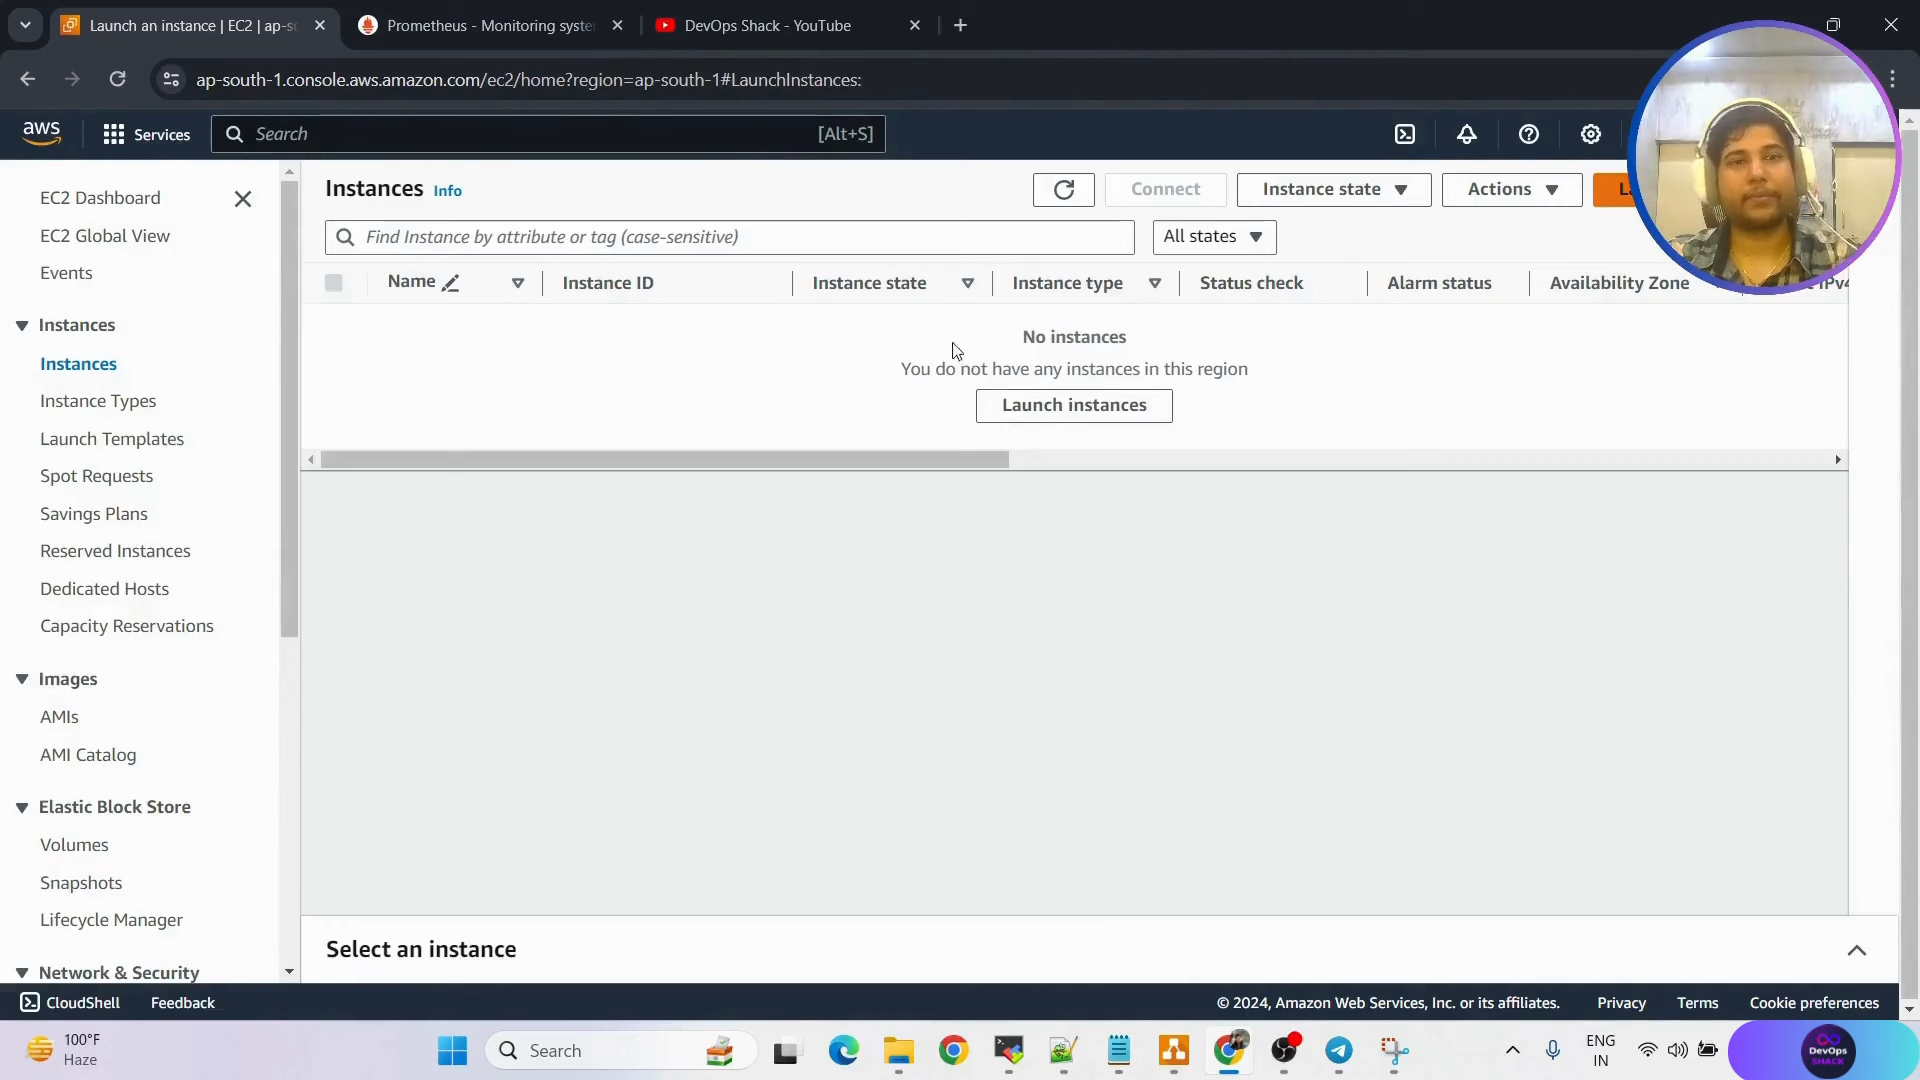 Launch an instance | EC2 | ap-so
Prometheus - Monitoring syste
DevOps Shack - YouTube
ap-south-1.console.aws.amazon.com/ec2/home?region=ap-south-1#LaunchInstances:
aws
Services
Search
[Alt+S]
EC2 Dashboard
EC2 Global View
Events
Instances
Instances
Instance Types
Launch Templates
Spot Requests
Savings Plans
Reserved Instances
Dedicated Hosts
Capacity Reservations
Images
AMIs
AMI Catalog
Elastic Block Store
Volumes
Snapshots
Lifecycle Manager
Network & Security
Instances Info
Connect
Instance state
Actions
Find Instance by attribute or tag (case-sensitive)
All states
Name
Instance ID
Instance state
Instance type
Status check
Alarm status
Availability Zone
IPv4
No instances
You do not have any instances in this region
Launch instances
Select an instance
CloudShell
Feedback
© 2024, Amazon Web Services, Inc. or its affiliates.
Privacy
Terms
Cookie preferences
100°F
Haze
Search
ENG
IN
DevOps
SHACK